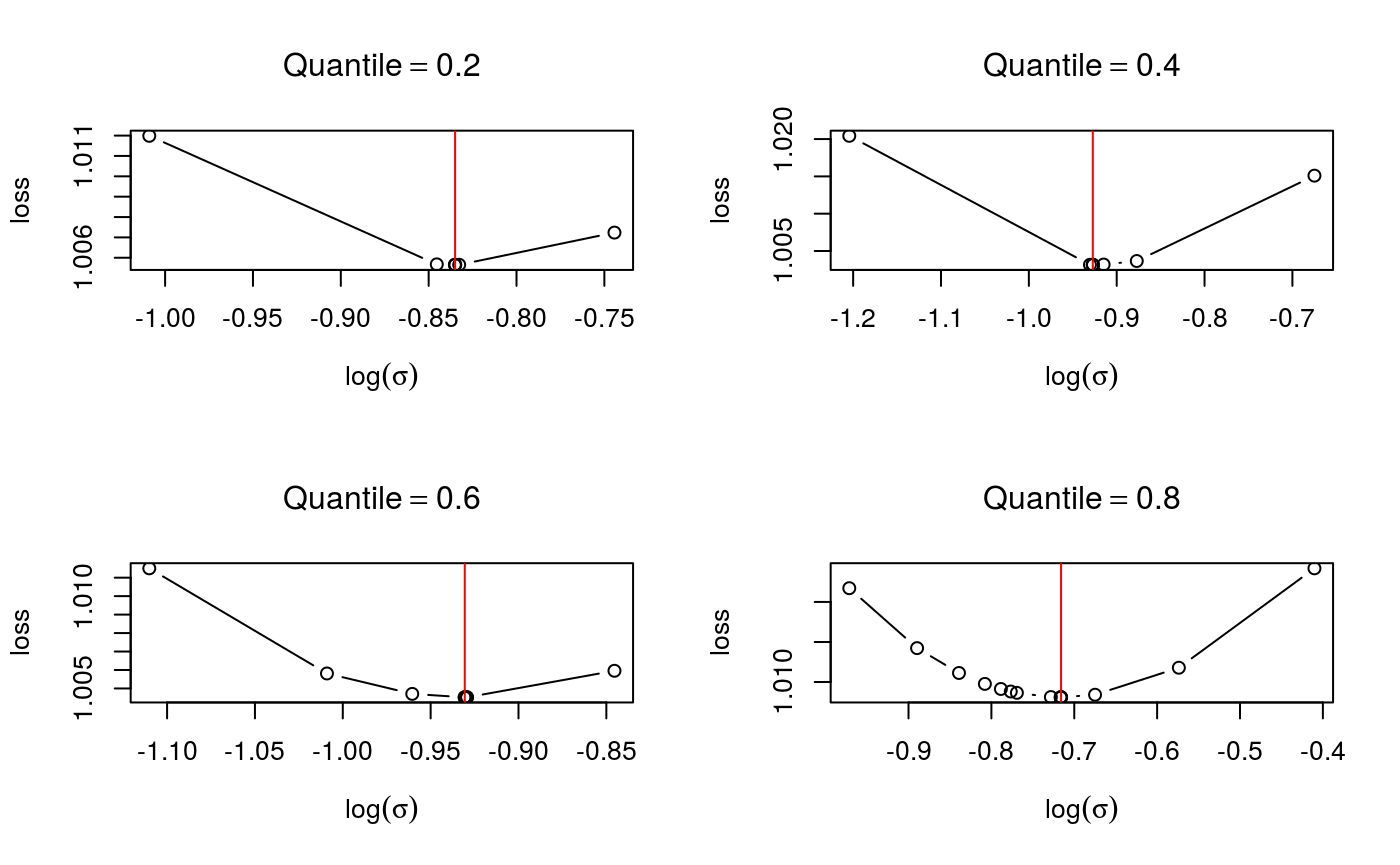 Quantile = 0.2
loss
1.006 1.011
-1.00 -0.95 -0.90 -0.85 -0.80 -0.75
log(σ)
Quantile = 0.4
loss
1.005 1.020
-1.2 -1.1 -1.0 -0.9 -0.8 -0.7
log(σ)
Quantile = 0.6
loss
1.005 1.010
-1.10 -1.05 -1.00 -0.95 -0.90 -0.85
log(σ)
Quantile = 0.8
loss
1.010
-0.9 -0.8 -0.7 -0.6 -0.5 -0.4
log(σ)